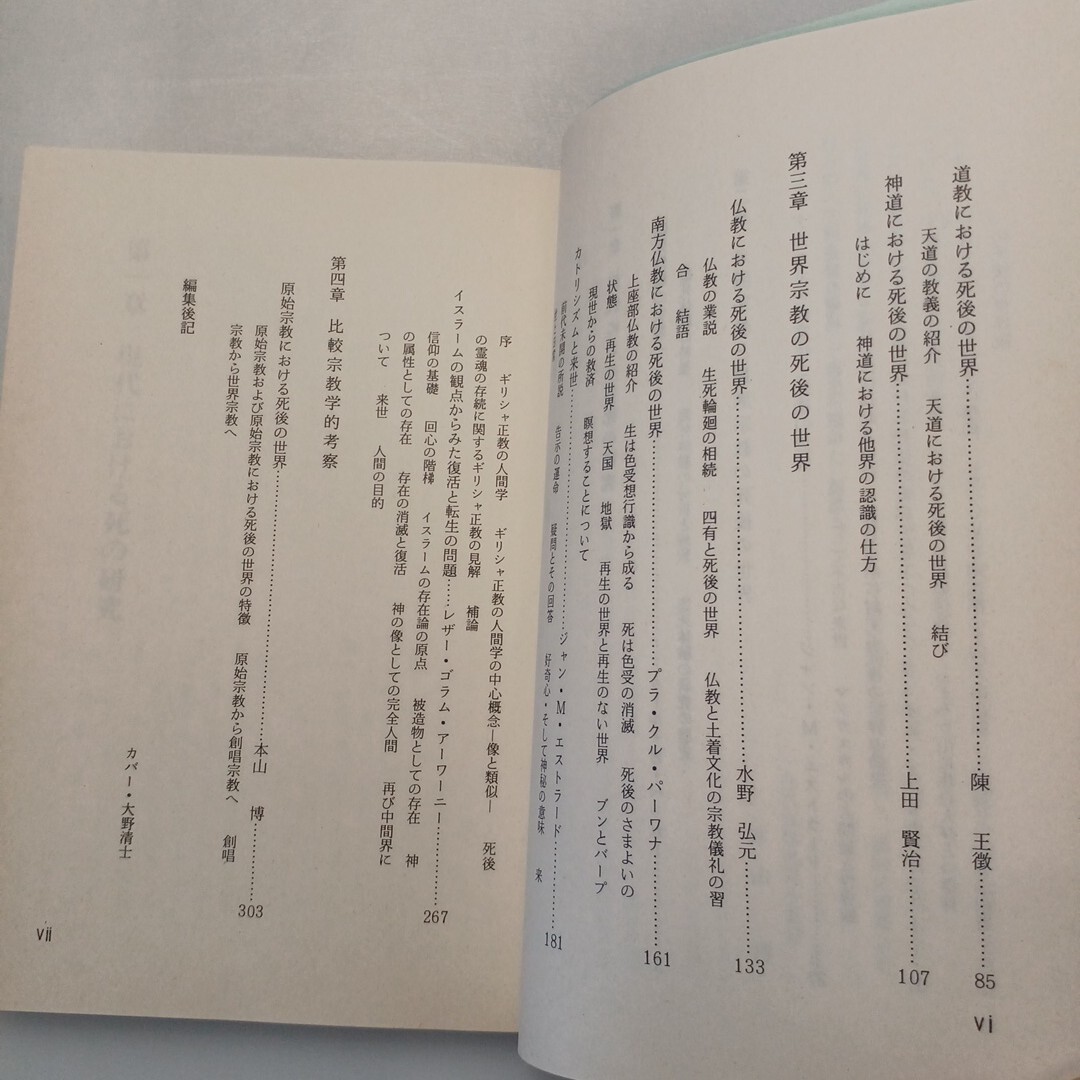 道教における死後の世界……………………陳 王徴……………85
天道の教義の紹介 天道における死後の世界 結び
神道における死後の世界……………………上田 賢治……………107
はじめに 神道における他界の認識の仕方
第三章 世界宗教の死後の世界
仏教における死後の世界……………………水野 弘元……………133
仏教の業説 生死輪廻の相続 四有と死後の世界 仏教と土着文化の宗教儀礼の習
合 結語
南方仏教における死後の世界……………プラ・クル・パーワナ……………161
上座部仏教の紹介 生は色受想行識から成る 死は色受の消滅 死後のさまよいの
状態 再生の世界 天国 地獄 再生の世界と再生のない世界 ブンとバープ
現世からの救済 瞑想することについて
カトリシズムと来世……………………ジャン・M・エストラード……………181
前代未聞の所説 告示の運命 疑問とその回答 好奇心・そして神秘の意味 来
vi
序 ギリシャ正教の人間学 ギリシャ正教の人間学の中心概念―像と類似― 死後
の霊魂の存続に関するギリシャ正教の見解 補論
イスラームの観点からみた復活と転生の問題……レザー・ゴラム・アーワーニー……………267
信仰の基礎 回心の階梯 イスラームの存在論の原点 被造物としての存在 神
の属性としての存在 存在の消滅と復活 神の像としての完全人間 再び中間界に
ついて 来世 人間の目的
第四章 比較宗教学的考察
原始宗教における死後の世界……………………本山 博……………303
原始宗教および原始宗教における死後の世界の特徴 原始宗教から創唱宗教へ 創唱
宗教から世界宗教へ
編集後記
カバー・大野清士
vii